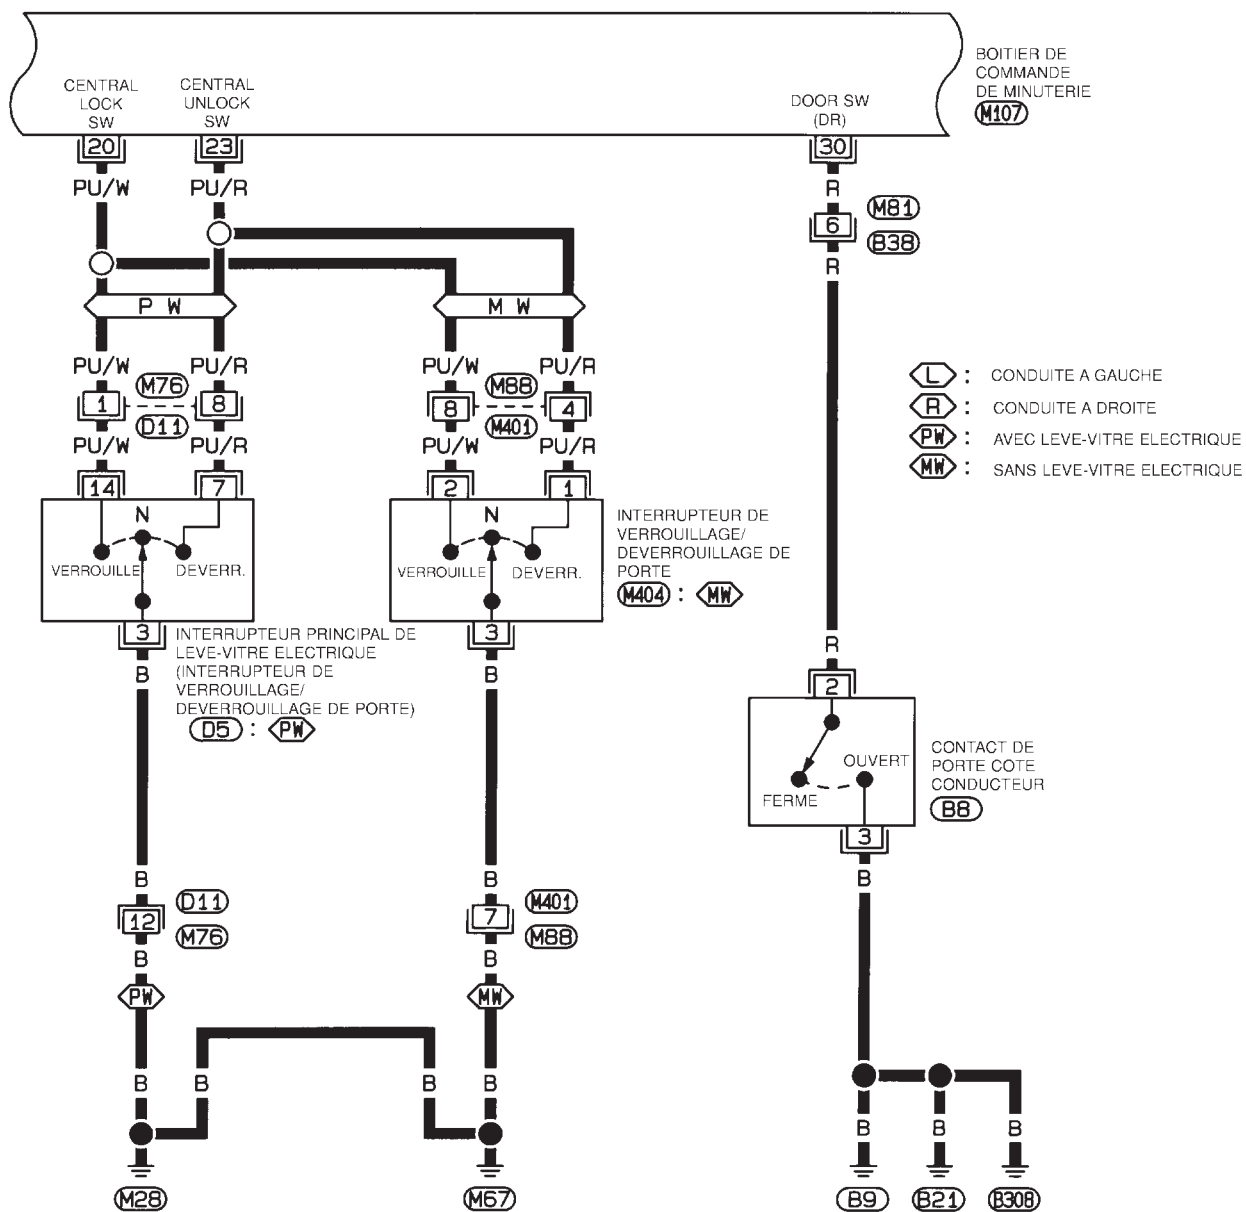 BOITIER DE
COMMANDE
DE MINUTERIE
M107
CENTRAL
LOCK
SW
CENTRAL
UNLOCK
SW
DOOR SW
(DR)
20
23
30
PU/W
PU/R
R
6
M81
B38
R
P W
M W
PU/W
PU/R
PU/W
PU/R
1
M76
8
D11
8
M88
4
M401
PU/W
PU/R
PU/W
PU/R
L : CONDUITE A GAUCHE
R : CONDUITE A DROITE
PW : AVEC LEVE-VITRE ELECTRIQUE
MW : SANS LEVE-VITRE ELECTRIQUE
14
7
2
1
N
VERROUILLE
DEVERR.
N
VERROUILLE
DEVERR.
INTERRUPTEUR DE
VERROUILLAGE/
DEVERROUILLAGE DE
PORTE
M404 : MW
3
3
INTERRUPTEUR PRINCIPAL DE
LEVE-VITRE ELECTRIQUE
(INTERRUPTEUR DE
VERROUILLAGE/
DEVERROUILLAGE DE PORTE)
D5 : PW
B
B
R
2
OUVERT
FERME
CONTACT DE
PORTE COTE
CONDUCTEUR
B8
3
B
B
B
12
D11
M76
7
M401
M88
B
B
PW
MW
B
B
B
B
B
B
B
M28
M67
B9
B21
B308